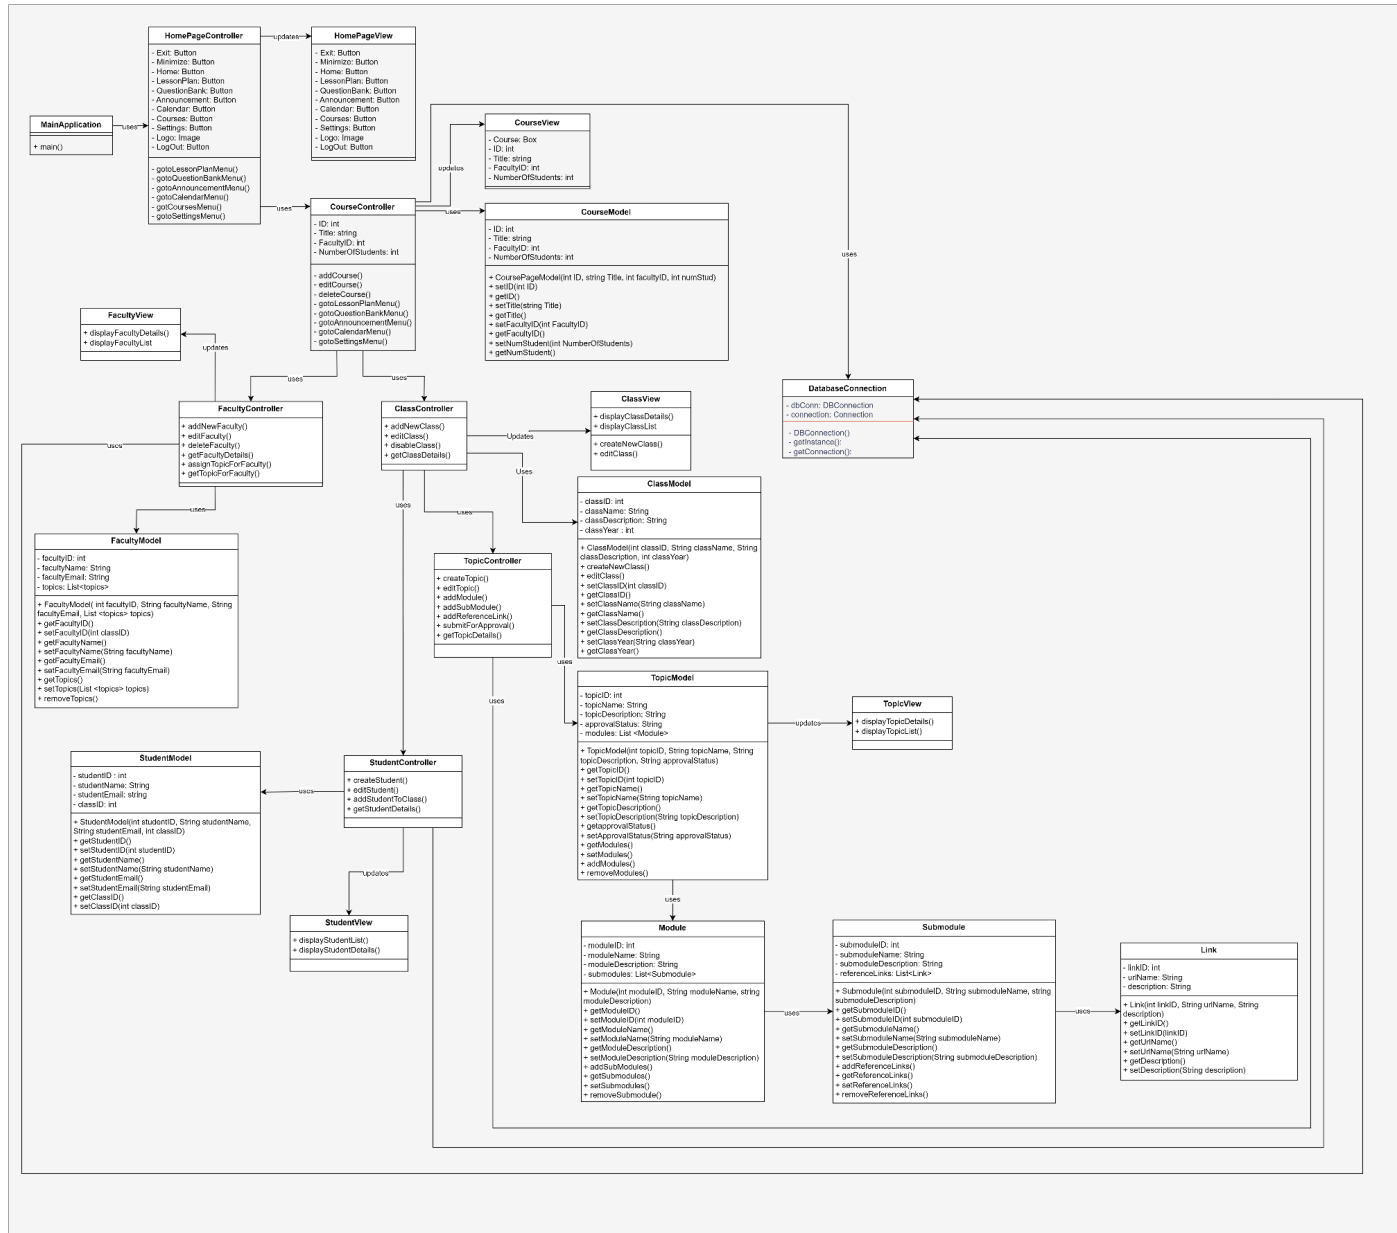 HomePageController
- Exit: Button
- Minimize: Button
- Home: Button
- LessonPlan: Button
- QuestionBank: Button
- Announcement: Button
- Calendar: Button
- Courses: Button
- Settings: Button
- Logo: Image
- LogOut: Button
- gotoLessonPlanMenu()
- gotoQuestionBankMenu()
- gotoAnnouncementMenu()
- gotoCalendarMenu()
- gotCoursesMenu()
- gotoSettingsMenu()
updates
HomePageView
- Exit: Button
- Minimize: Button
- Home: Button
- LessonPlan: Button
- QuestionBank: Button
- Announcement: Button
- Calendar: Button
- Courses: Button
- Settings: Button
- Logo: Image
- LogOut: Button
MainApplication
+ main()
uses
CourseView
- Course: Box
- ID: int
- Title: string
- FacultyID: int
- NumberOfStudents: int
updates
uses
CourseController
- ID: int
- Title: string
- FacultyID: int
- NumberOfStudents: int
- addCourse()
- editCourse()
- deleteCourse()
- gotoLessonPlanMenu()
- gotoQuestionBankMenu()
- gotoAnnouncementMenu()
- gotoCalendarMenu()
- gotoSettingsMenu()
uses
CourseModel
- ID: int
- Title: string
- FacultyID: int
- NumberOfStudents: int
+ CoursePageModel(int ID, string Title, int facultyID, int numStud)
+ setID(int ID)
+ getID()
+ setTitle(string Title)
+ getTitle()
+ setFacultyID(int FacultyID)
+ getFacultyID()
+ setNumStudent(int NumberOfStudents)
+ getNumStudent()
uses
FacultyView
+ displayFacultyDetails()
+ displayFacultyList
updates
uses
uses
DatabaseConnection
- dbConn: DBConnection
- connection: Connection
- DBConnection()
- getInstance():
- getConnection():
FacultyController
+ addNewFaculty()
+ editFaculty()
+ deleteFaculty()
+ getFacultyDetails()
+ assignTopicForFaculty()
+ getTopicForFaculty()
uses
ClassController
+ addNewClass()
+ editClass()
+ disableClass()
+ getClassDetails()
Updates
ClassView
+ displayClassDetails()
+ displayClassList
+ createNewClass()
+ editClass()
Uses
ClassModel
- classID: int
- className: String
- classDescription: String
- classYear : int
+ ClassModel(int classID, String className, String
classDescription, int classYear)
+ createNewClass()
+ editClass()
+ setClassID(int classID)
+ getClassID()
+ setClassName(String className)
+ getClassName()
+ setClassDescription(String classDescription)
+ getClassDescription()
+ setClassYear(String classYear)
+ getClassYear()
uses
uses
uses
FacultyModel
- facultyID: int
- facultyName: String
- facultyEmail: String
- topics: List<topics>
+ FacultyModel( int facultyID, String facultyName, String
facultyEmail, List <topics> topics)
+ getFacultyID()
+ setFacultyID(int classID)
+ getFacultyName()
+ setFacultyName(String facultyName)
+ getFacultyEmail()
+ setFacultyEmail(String facultyEmail)
+ getTopics()
+ setTopics(List <topics> topics)
+ removeTopics()
TopicController
+ createTopic()
+ editTopic()
+ addModule()
+ addSubModule()
+ addReferenceLink()
+ submitForApproval()
+ getTopicDetails()
uses
uses
TopicModel
- topicID: int
- topicName: String
- topicDescription: String
- approvalStatus: String
- modules: List <Module>
+ TopicModel(int topicID, String topicName, String
topicDescription, String approvalStatus)
+ getTopicID()
+ setTopicID(int topicID)
+ getTopicName()
+ setTopicName(String topicName)
+ getTopicDescription()
+ setTopicDescription(String topicDescription)
+ getapprovalStatus()
+ setApprovalStatus(String approvalStatus)
+ getModules()
+ setModules()
+ addModules()
+ removeModules()
updates
TopicView
+ displayTopicDetails()
+ displayTopicList()
StudentModel
- studentID : int
- studentName: String
- studentEmail: string
- classID: int
+ StudentModel(int studentID, String studentName,
String studentEmail, int classID)
+ getStudentID()
+ setStudentID(int studentID)
+ getStudentName()
+ setStudentName(String studentName)
+ getStudentEmail()
+ setStudentEmail(String studentEmail)
+ getClassID()
+ setClassID(int classID)
uses
StudentController
+ createStudent()
+ editStudent()
+ addStudentToClass()
+ getStudentDetails()
updates
StudentView
+ displayStudentList()
+ displayStudentDetails()
uses
Module
- moduleID: int
- moduleName: String
- moduleDescription: String
- submodules: List<Submodule>
+ Module(int moduleID, String moduleName, string
moduleDescription)
+ getModuleID()
+ setModuleID(int moduleID)
+ getModuleName()
+ setModuleName(String moduleName)
+ getModuleDescription()
+ setModuleDescription(String moduleDescription)
+ addSubModules()
+ getSubmodules()
+ setSubmodules()
+ removeSubmodule()
uses
Submodule
- submoduleID: int
- submoduleName: String
- submoduleDescription: String
- referenceLinks: List<Link>
+ Submodule(int submoduleID, String submoduleName, string
submoduleDescription)
+ getSubmoduleID()
+ setSubmoduleID(int submoduleID)
+ getSubmoduleName()
+ setSubmoduleName(String submoduleName)
+ getSubmoduleDescription()
+ setSubmoduleDescription(String submoduleDescription)
+ addReferenceLinks()
+ getReferenceLinks()
+ setReferenceLinks()
+ removeReferenceLinks()
uses
Link
- linkID: int
- urlName: String
- description: String
+ Link(int linkID, String urlName, String
description)
+ getLinkID()
+ setLinkID(linkID)
+ getUrlName()
+ setUrlName(String urlName)
+ getDescription()
+ setDescription(String description)